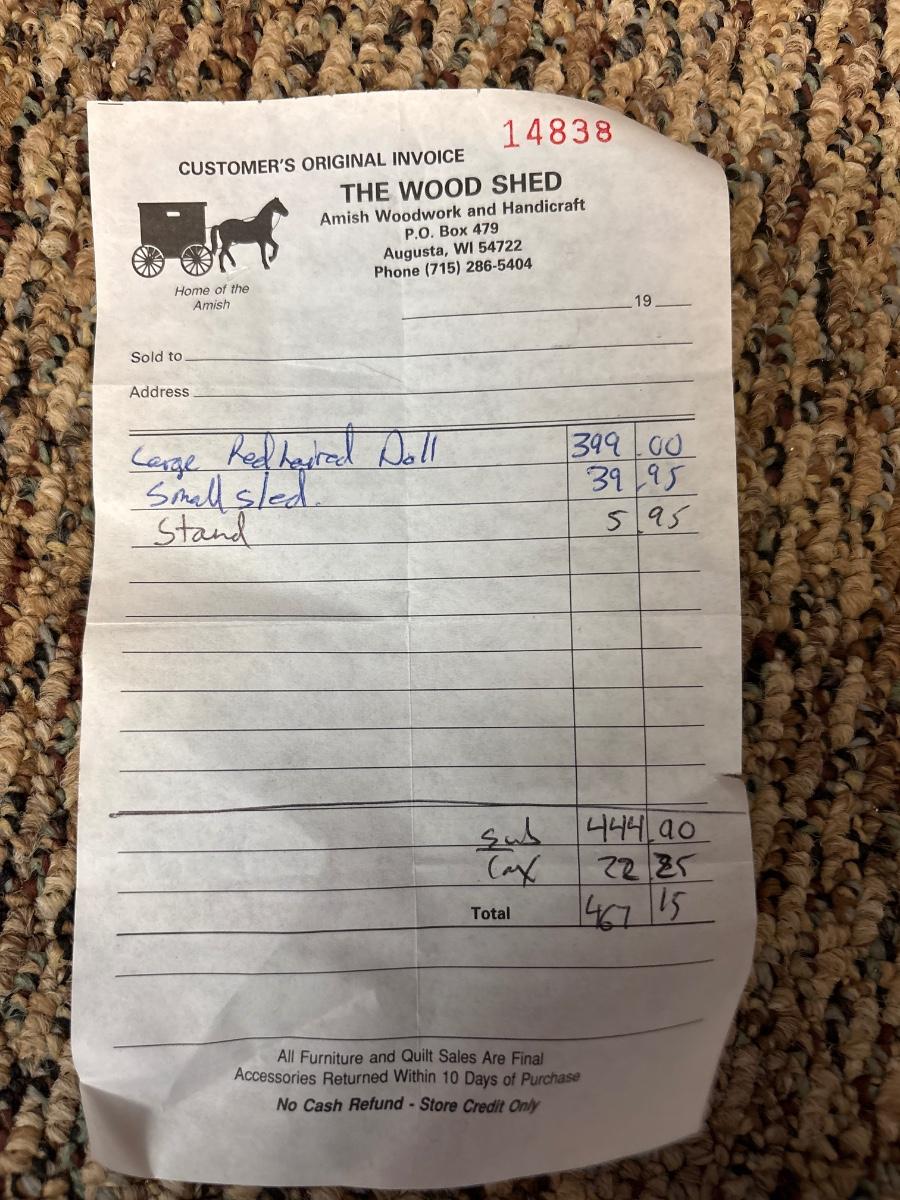 14838
CUSTOMER'S ORIGINAL INVOICE
THE WOOD SHED
Amish Woodwork and Handicraft
P.O. Box 479
Augusta, WI 54722
Phone (715) 286-5404
Home of the
Amish
19
Sold to
Address
Large Redhaired Doll 399.00
Small sled. 39.95
Stand 5.95
Sub 444.90
Tax 22 25
Total 467 15
All Furniture and Quilt Sales Are Final
Accessories Returned Within 10 Days of Purchase
No Cash Refund - Store Credit Only